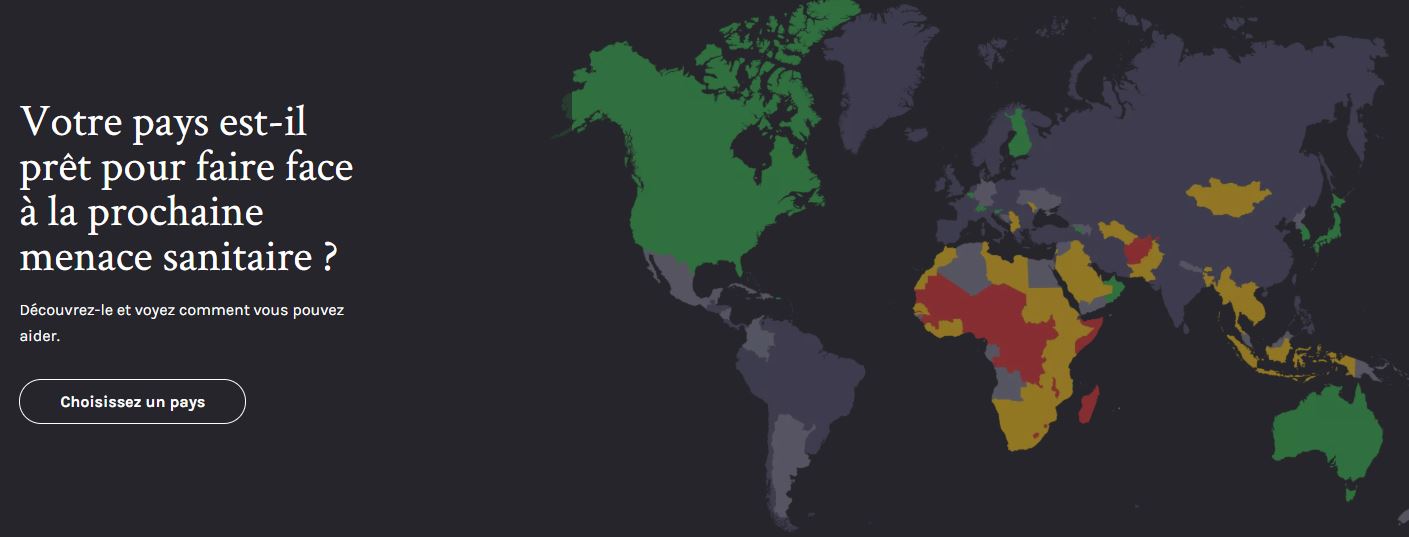 Votre pays est-il
prêt pour faire face
à la prochaine
menace sanitaire ?
Découvrez-le et voyez comment vous pouvez
aider.
Choisissez un pays